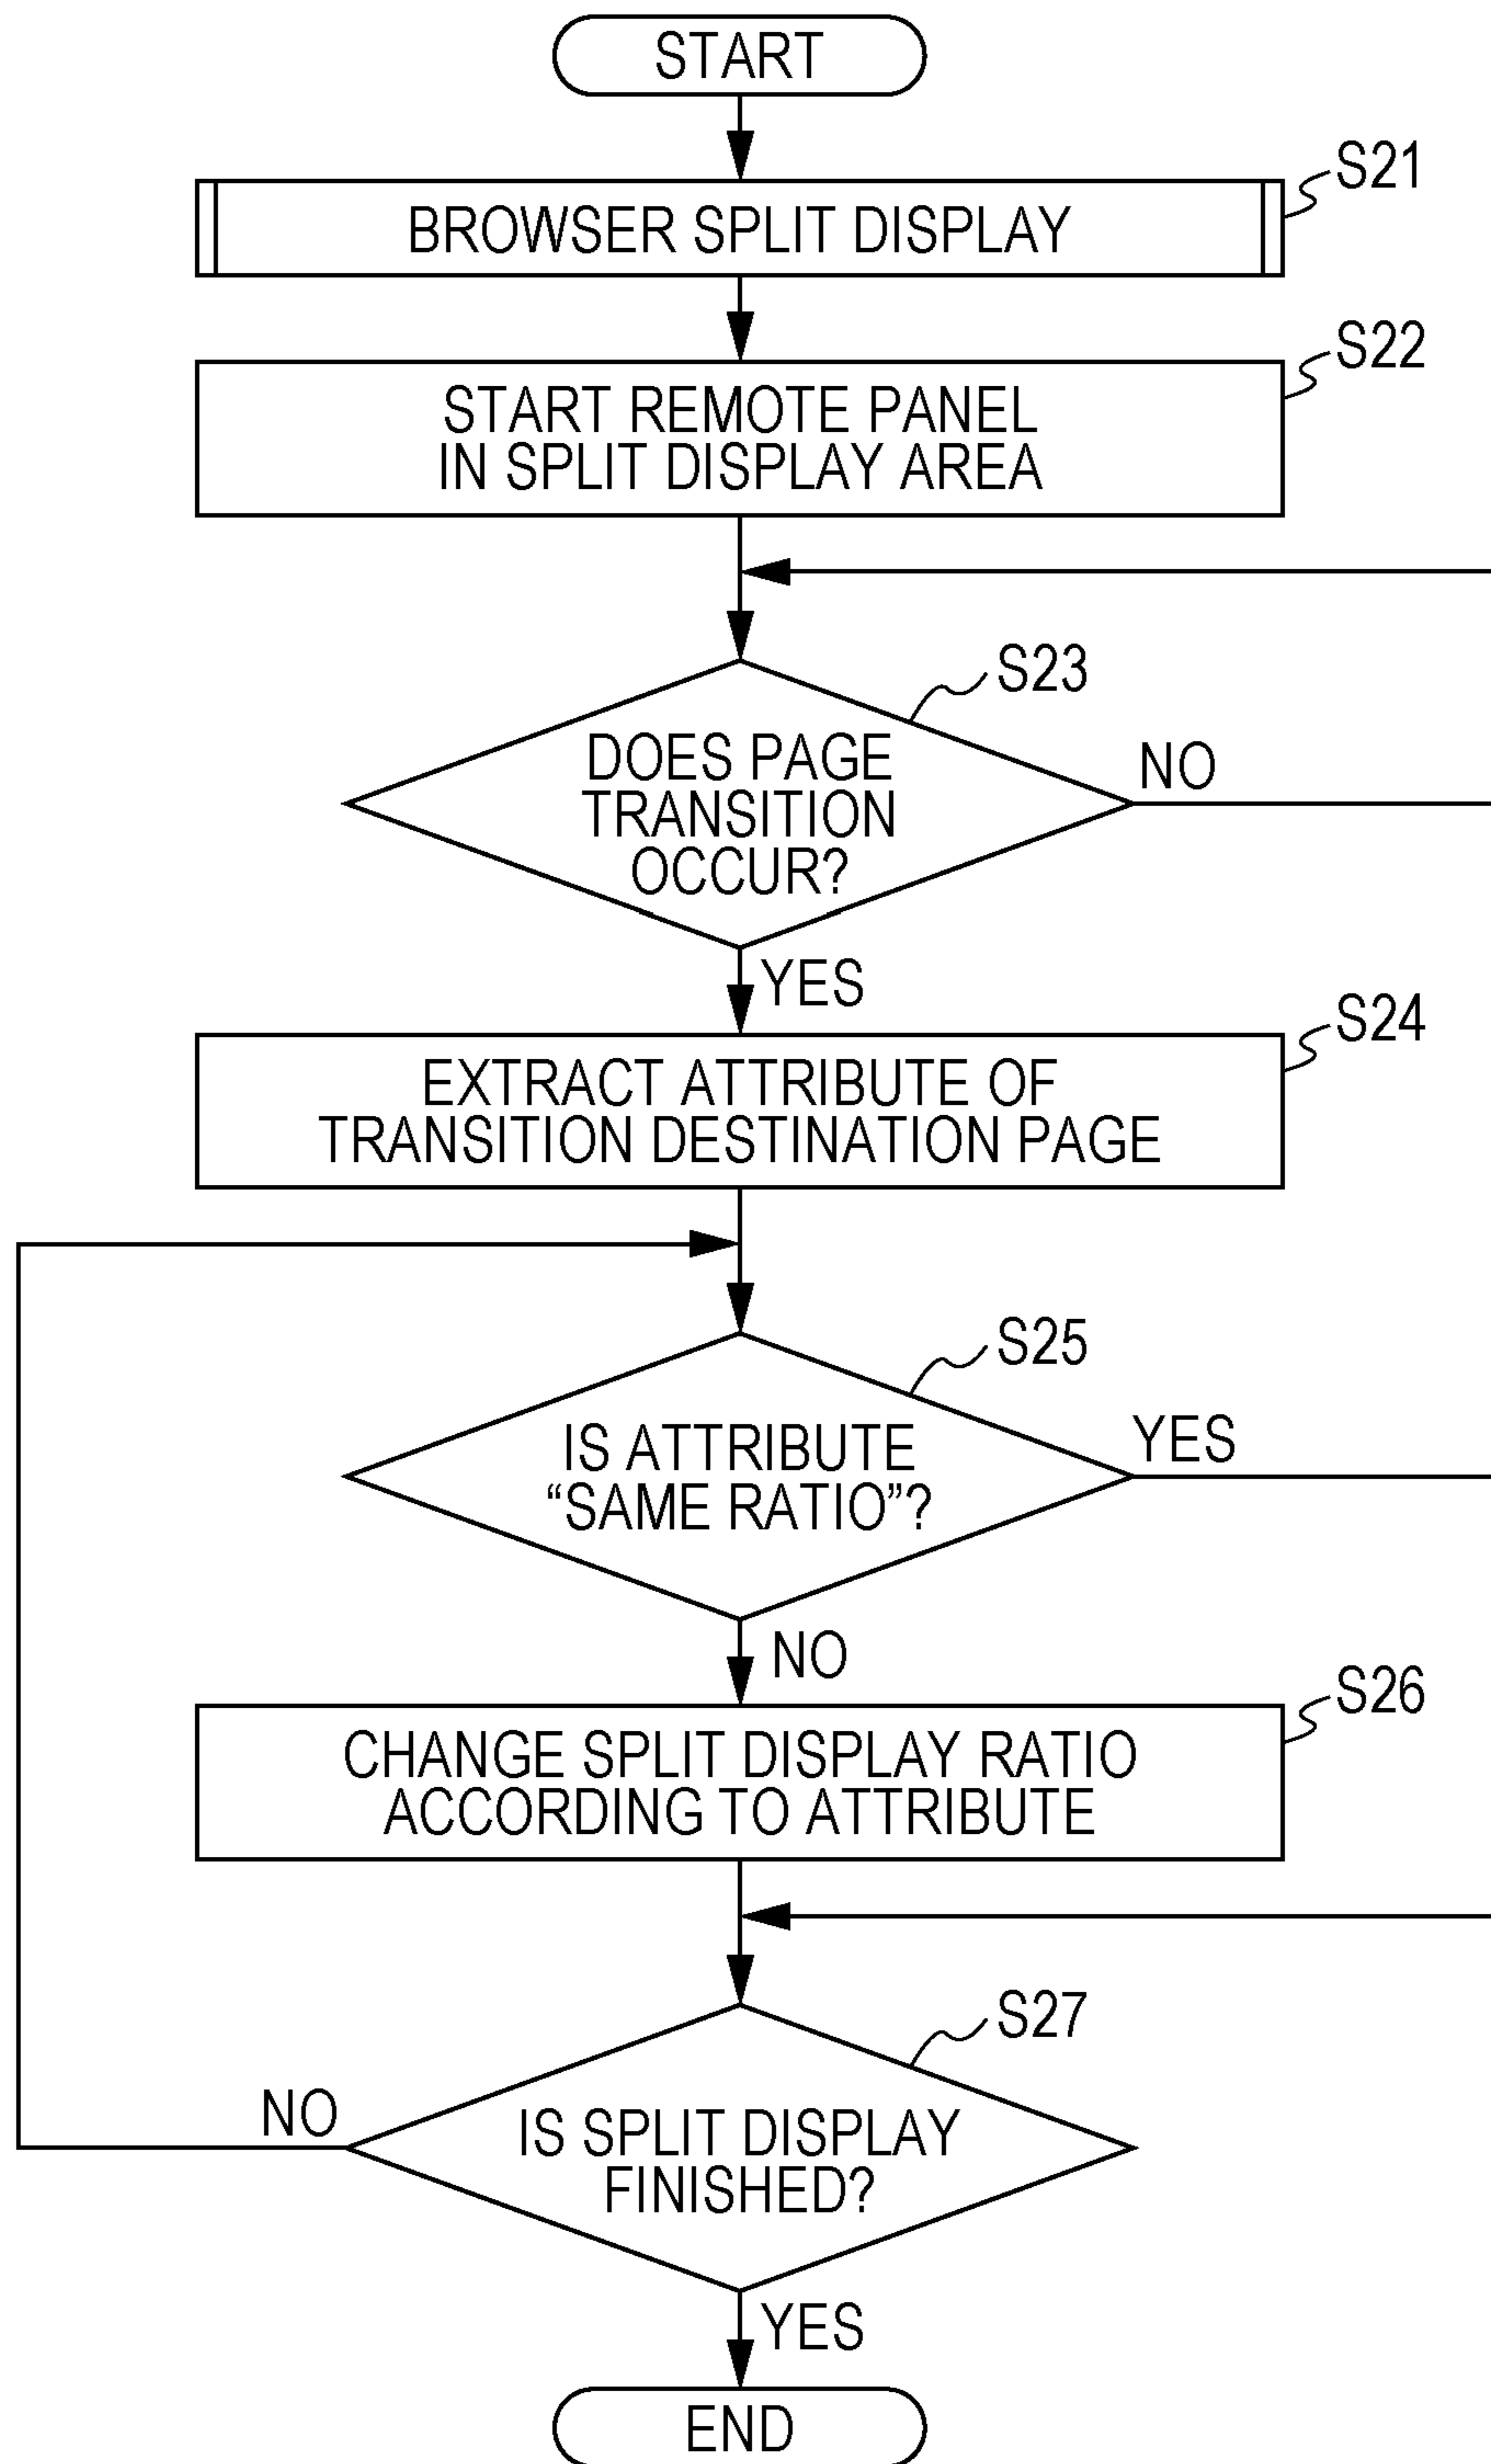 START
S21
BROWSER SPLIT DISPLAY
S22
START REMOTE PANEL
IN SPLIT DISPLAY AREA
S23
DOES PAGE
TRANSITION
OCCUR?
NO
YES
S24
EXTRACT ATTRIBUTE OF
TRANSITION DESTINATION PAGE
S25
IS ATTRIBUTE
“SAME RATIO”?
YES
NO
S26
CHANGE SPLIT DISPLAY RATIO
ACCORDING TO ATTRIBUTE
S27
IS SPLIT DISPLAY
FINISHED?
NO
YES
END